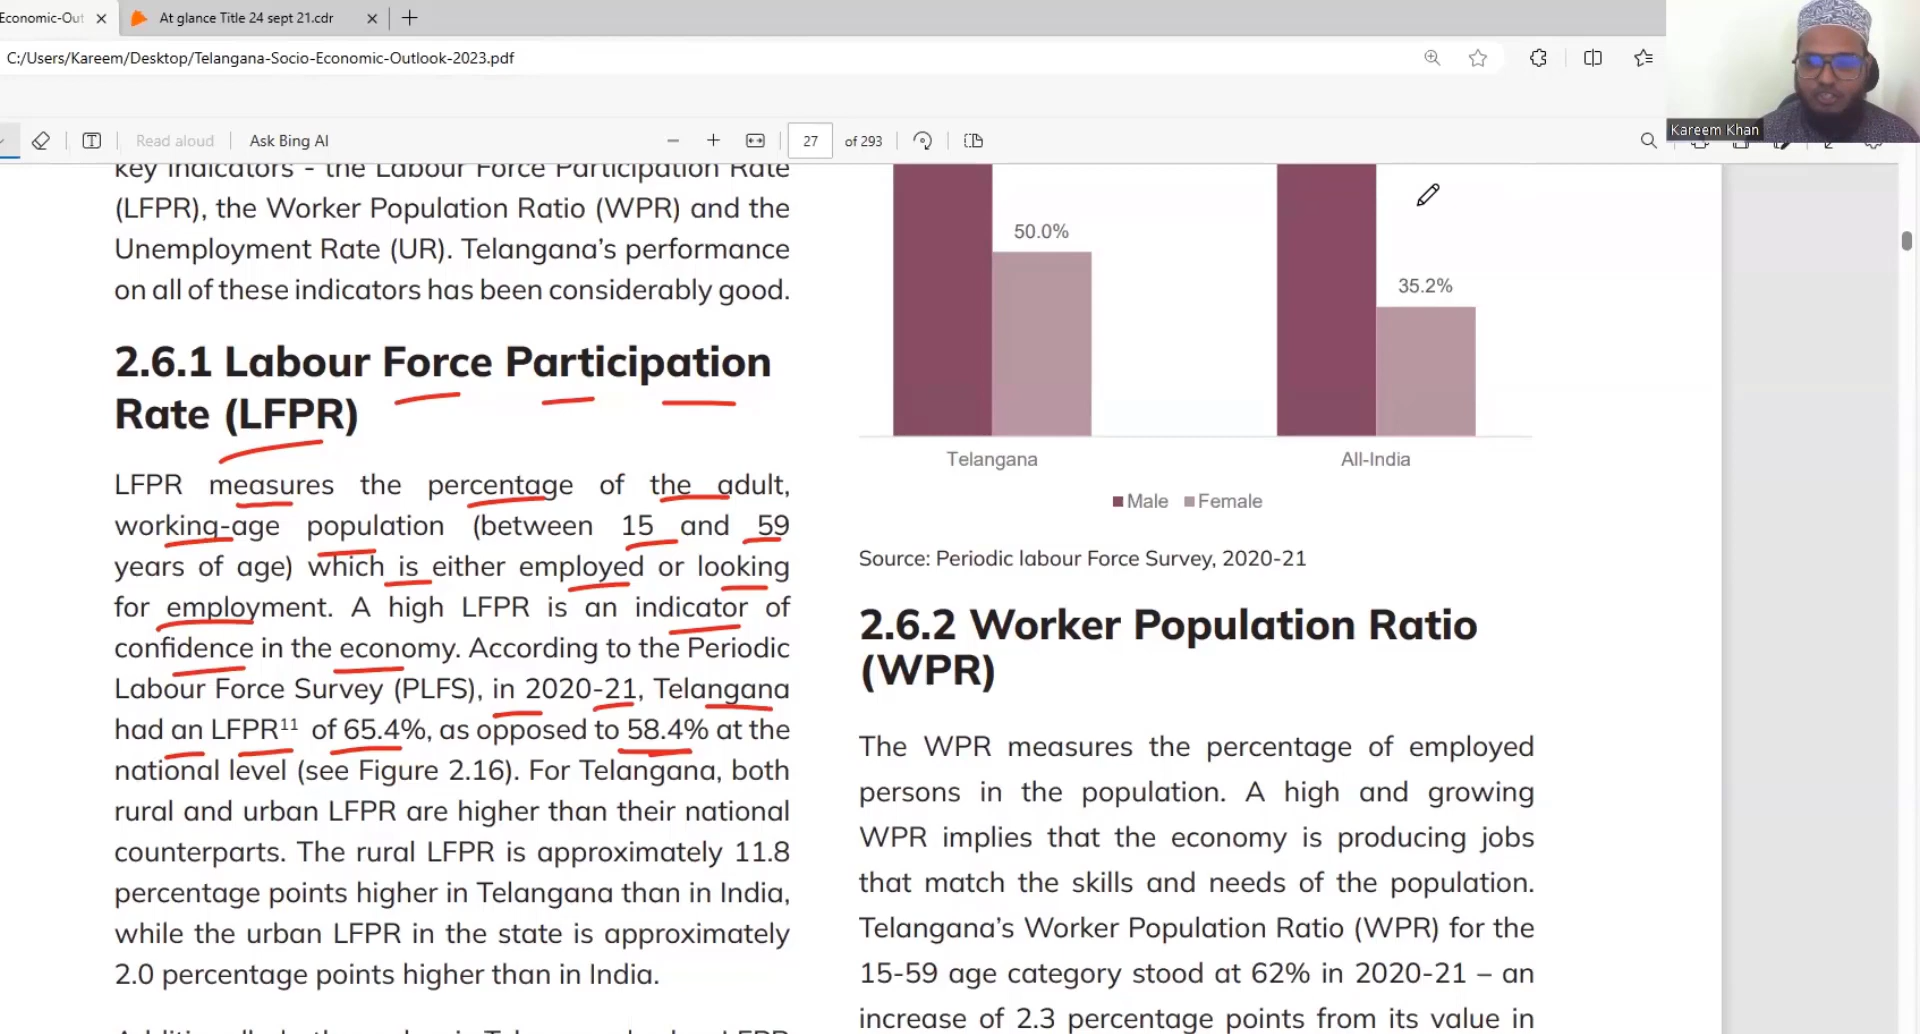 Economic-Out
At glance Title 24 sept 21.cdr
C:/Users/Kareem/Desktop/Telangana-Socio-Economic-Outlook-2023.pdf
Kareem Khan
Read aloud
Ask Bing AI
27 of 293
key indicators - the Labour Force Participation Rate
(LFPR), the Worker Population Ratio (WPR) and the
Unemployment Rate (UR). Telangana’s performance
on all of these indicators has been considerably good.
2.6.1 Labour Force Participation
Rate (LFPR)
LFPR measures the percentage of the adult,
working-age population (between 15 and 59
years of age) which is either employed or looking
for employment. A high LFPR is an indicator of
confidence in the economy. According to the Periodic
Labour Force Survey (PLFS), in 2020-21, Telangana
had an LFPR¹¹ of 65.4%, as opposed to 58.4% at the
national level (see Figure 2.16). For Telangana, both
rural and urban LFPR are higher than their national
counterparts. The rural LFPR is approximately 11.8
percentage points higher in Telangana than in India,
while the urban LFPR in the state is approximately
2.0 percentage points higher than in India.
50.0%
35.2%
Telangana
All-India
Male Female
Source: Periodic labour Force Survey, 2020-21
2.6.2 Worker Population Ratio
(WPR)
The WPR measures the percentage of employed
persons in the population. A high and growing
WPR implies that the economy is producing jobs
that match the skills and needs of the population.
Telangana’s Worker Population Ratio (WPR) for the
15-59 age category stood at 62% in 2020-21 – an
increase of 2.3 percentage points from its value in